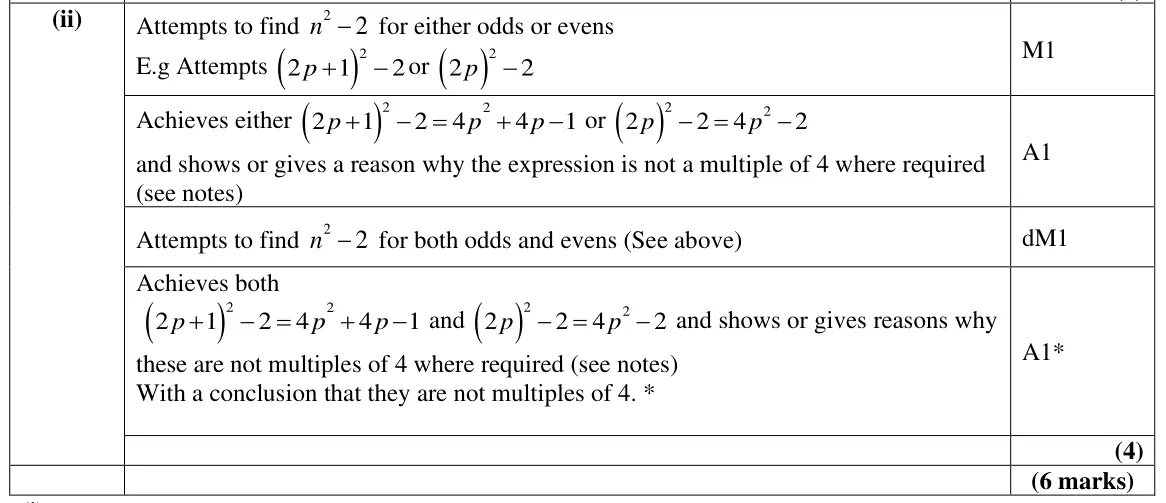 (ii)
Attempts to find n² − 2 for either odds or evens
E.g Attempts (2p + 1)² − 2 or (2p)² − 2
M1
Achieves either (2p + 1)² − 2 = 4p² + 4p − 1 or (2p)² − 2 = 4p² − 2
and shows or gives a reason why the expression is not a multiple of 4 where required
(see notes)
A1
Attempts to find n² − 2 for both odds and evens (See above)
dM1
Achieves both
(2p + 1)² − 2 = 4p² + 4p − 1 and (2p)² − 2 = 4p² − 2 and shows or gives reasons why
these are not multiples of 4 where required (see notes)
With a conclusion that they are not multiples of 4. *
A1*
(4)
(6 marks)